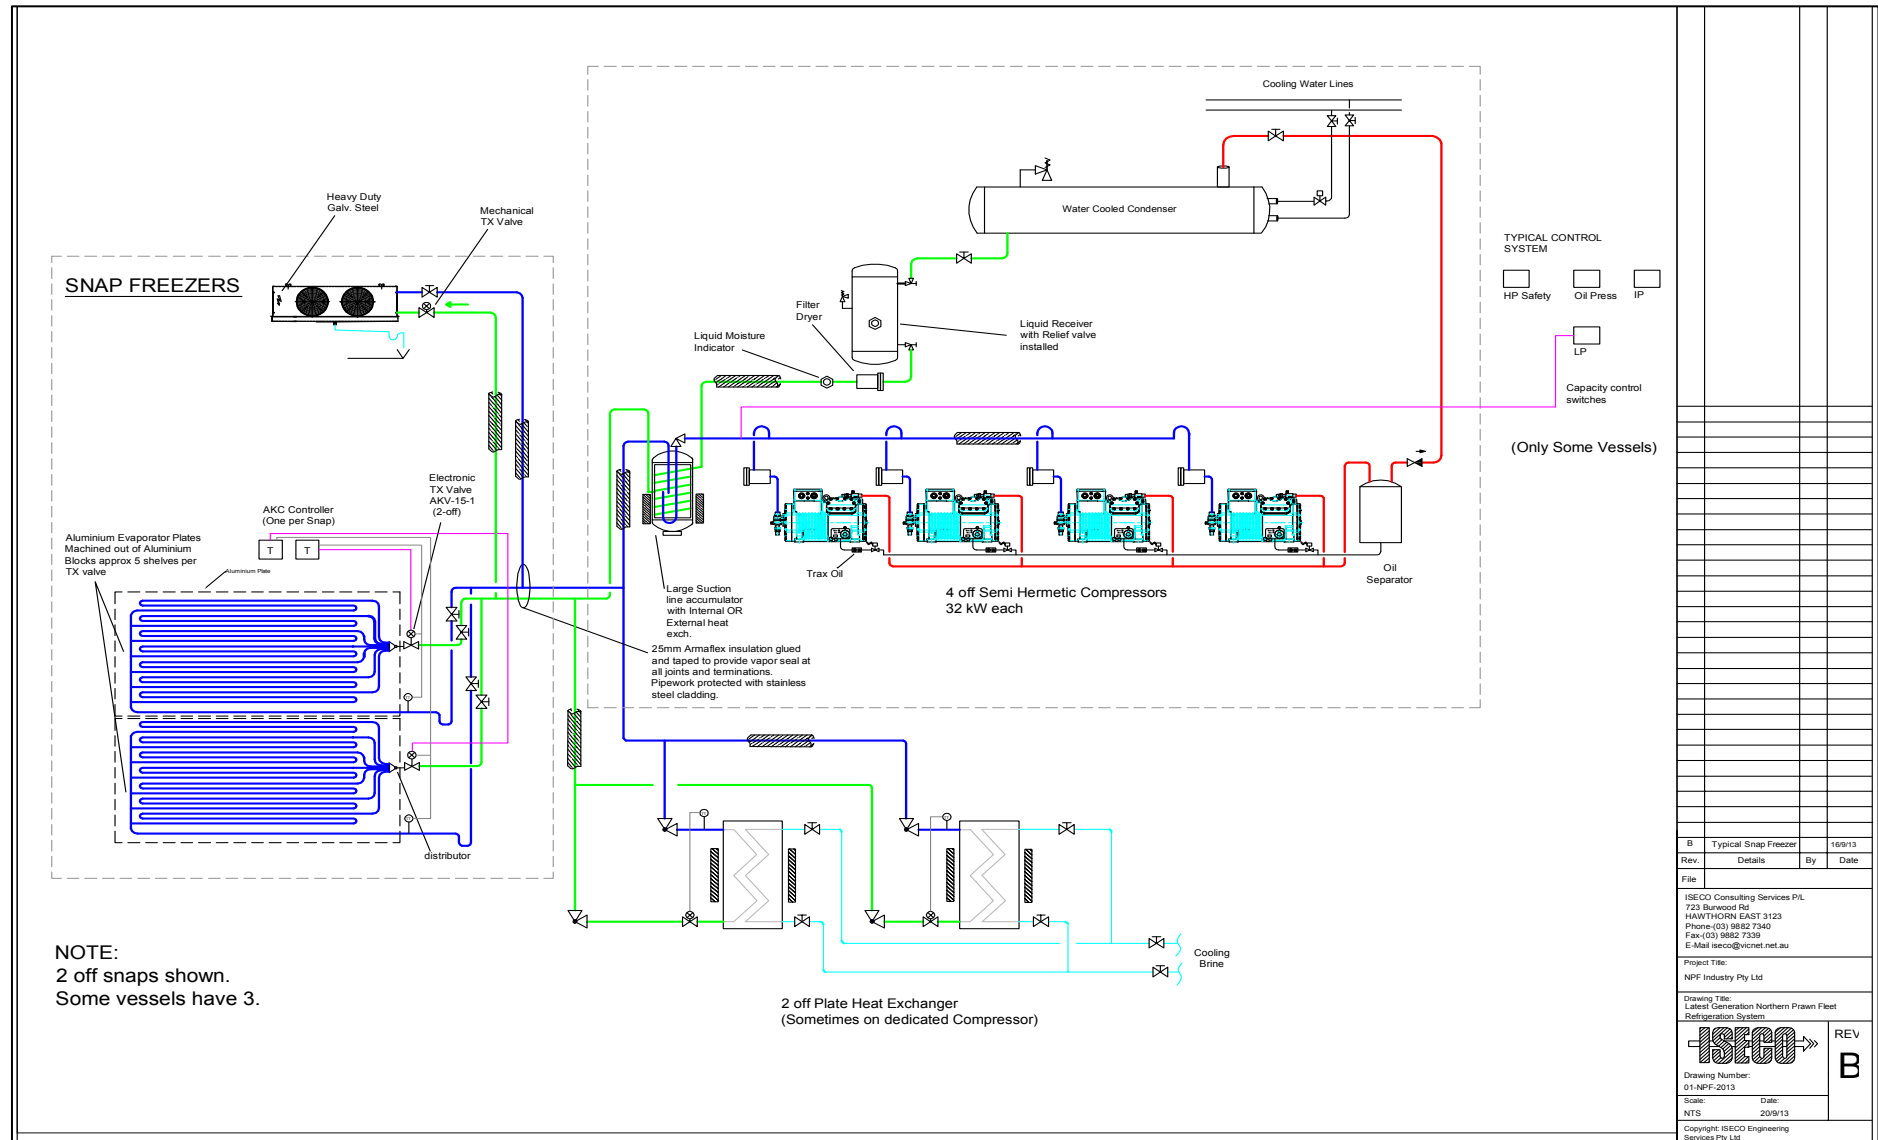 Cooling Water Lines
Water Cooled Condenser
TYPICAL CONTROL
SYSTEM
HP Safety
Oil Press
IP
LP
Capacity control
switches
(Only Some Vessels)
Heavy Duty
Galv. Steel
Mechanical
TX Valve
SNAP FREEZERS
Filter
Dryer
Liquid Moisture
Indicator
Liquid Receiver
with Relief valve
installed
Electronic
TX Valve
AKV-15-1
(2-off)
AKC Controller
(One per Snap)
T
T
Aluminium Evaporator Plates
Machined out of Aluminium
Blocks approx 5 shelves per
TX valve
Aluminium Plate
distributor
Trax Oil
Oil
Separator
4 off Semi Hermetic Compressors
32 kW each
Large Suction
line accumulator
with Internal OR
External heat
exch.
25mm Armaflex insulation glued
and taped to provide vapor seal at
all joints and terminations.
Pipework protected with stainless
steel cladding.
Cooling
Brine
2 off Plate Heat Exchanger
(Sometimes on dedicated Compressor)
NOTE:
2 off snaps shown.
Some vessels have 3.
B Typical Snap Freezer 16/9/13
Rev. Details By Date
File
ISECO Consulting Services P/L
723 Burwood Rd
HAWTHORN EAST 3123
Phone-(03) 9882 7340
Fax-(03) 9882 7339
E-Mail iseco@vicnet.net.au
Project Title:
NPF Industry Pty Ltd
Drawing Title:
Latest Generation Northern Prawn Fleet
Refrigeration System
ISECO
REV
B
Drawing Number:
01-NPF-2013
Scale: Date:
NTS 20/9/13
Copyright: ISECO Engineering
Services Pty Ltd